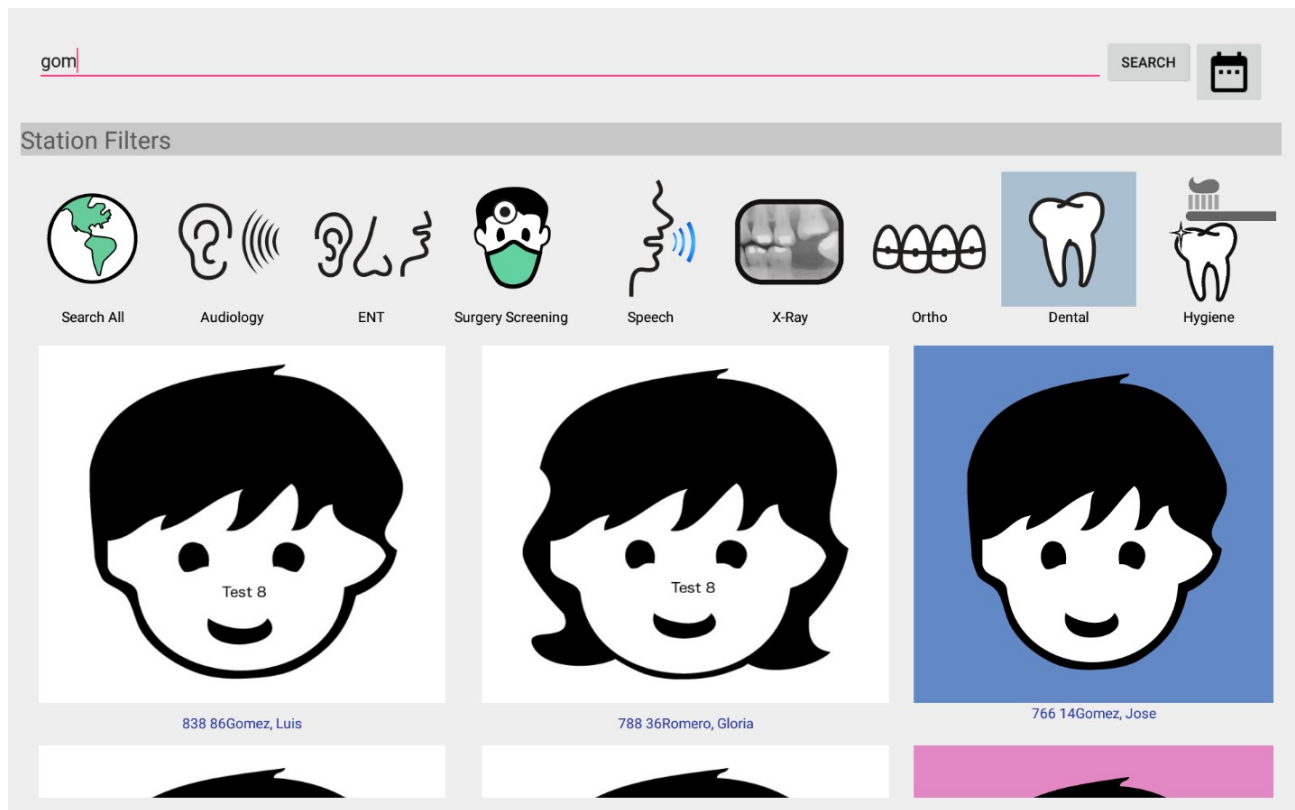 gom
SEARCH
Station Filters
Search All
Audiology
ENT
Surgery Screening
Speech
X-Ray
Ortho
Dental
Hygiene
Test 8
Test 8
838 86Gomez, Luis
788 36Romero, Gloria
766 14Gomez, Jose